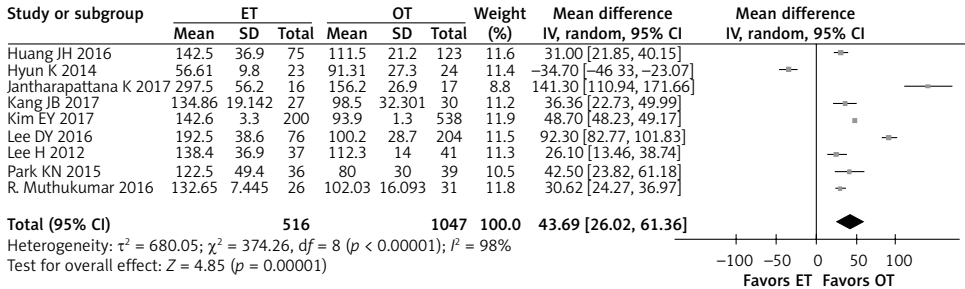 Study or subgroup ET OT Weight Mean difference Mean difference
Mean SD Total Mean SD Total (%) IV, random, 95% CI IV, random, 95% CI
Huang JH 2016 142.5 36.9 75 111.5 21.2 123 11.6 31.00 [21.85, 40.15]
Hyun K 2014 56.61 9.8 23 91.31 27.3 24 11.4 −34.70 [−46 33, −23.07]
Jantharapattana K 2017 297.5 56.2 16 156.2 26.9 17 8.8 141.30 [110.94, 171.66]
Kang JB 2017 134.86 19.142 27 98.5 32.301 30 11.2 36.36 [22.73, 49.99]
Kim EY 2017 142.6 3.3 200 93.9 1.3 538 11.9 48.70 [48.23, 49.17]
Lee DY 2016 192.5 38.6 76 100.2 28.7 204 11.5 92.30 [82.77, 101.83]
Lee H 2012 138.4 36.9 37 112.3 14 41 11.3 26.10 [13.46, 38.74]
Park KN 2015 122.5 49.4 36 80 30 39 10.5 42.50 [23.82, 61.18]
R. Muthukumar 2016 132.65 7.445 26 102.03 16.093 31 11.8 30.62 [24.27, 36.97]
Total (95% CI) 516 1047 100.0 43.69 [26.02, 61.36]
Heterogeneity: τ² = 680.05; χ² = 374.26, df = 8 (p < 0.00001); I² = 98%
Test for overall effect: Z = 4.85 (p = 0.00001)
−100 −50 0 50 100
Favors ET Favors OT